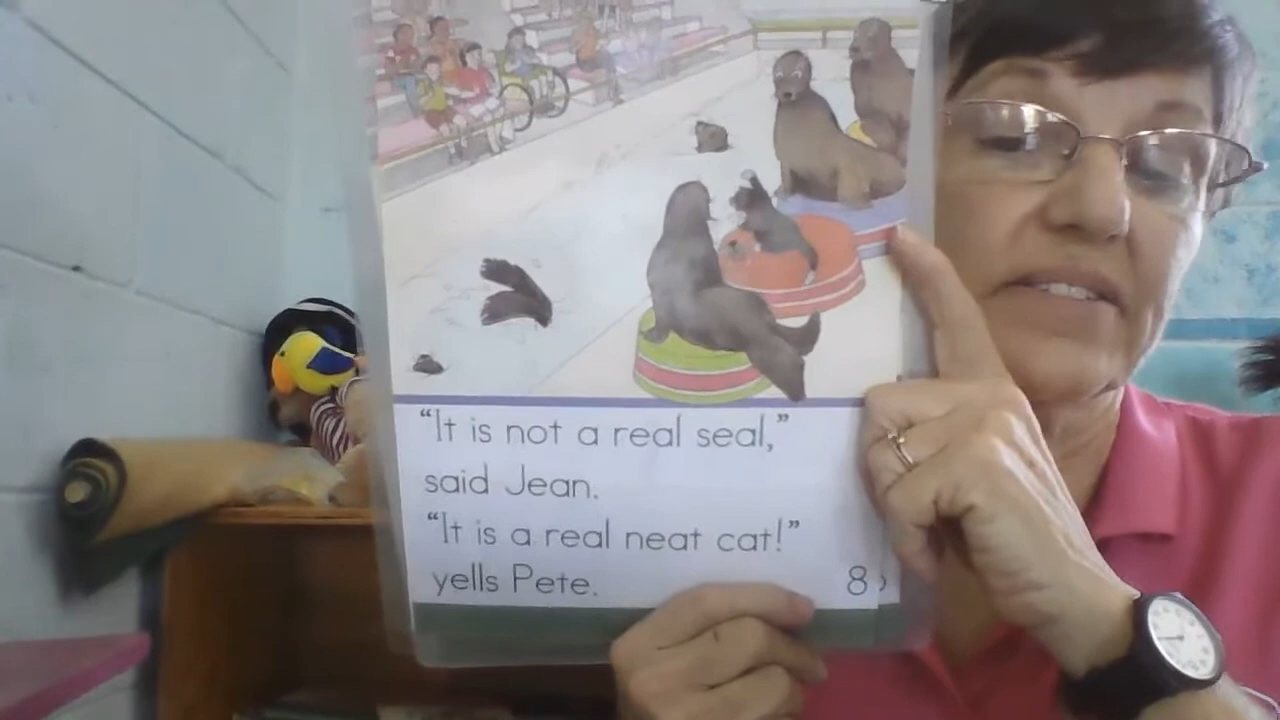 “It is not a real seal,”
said Jean.
“It is a real neat cat!”
yells Pete.
8